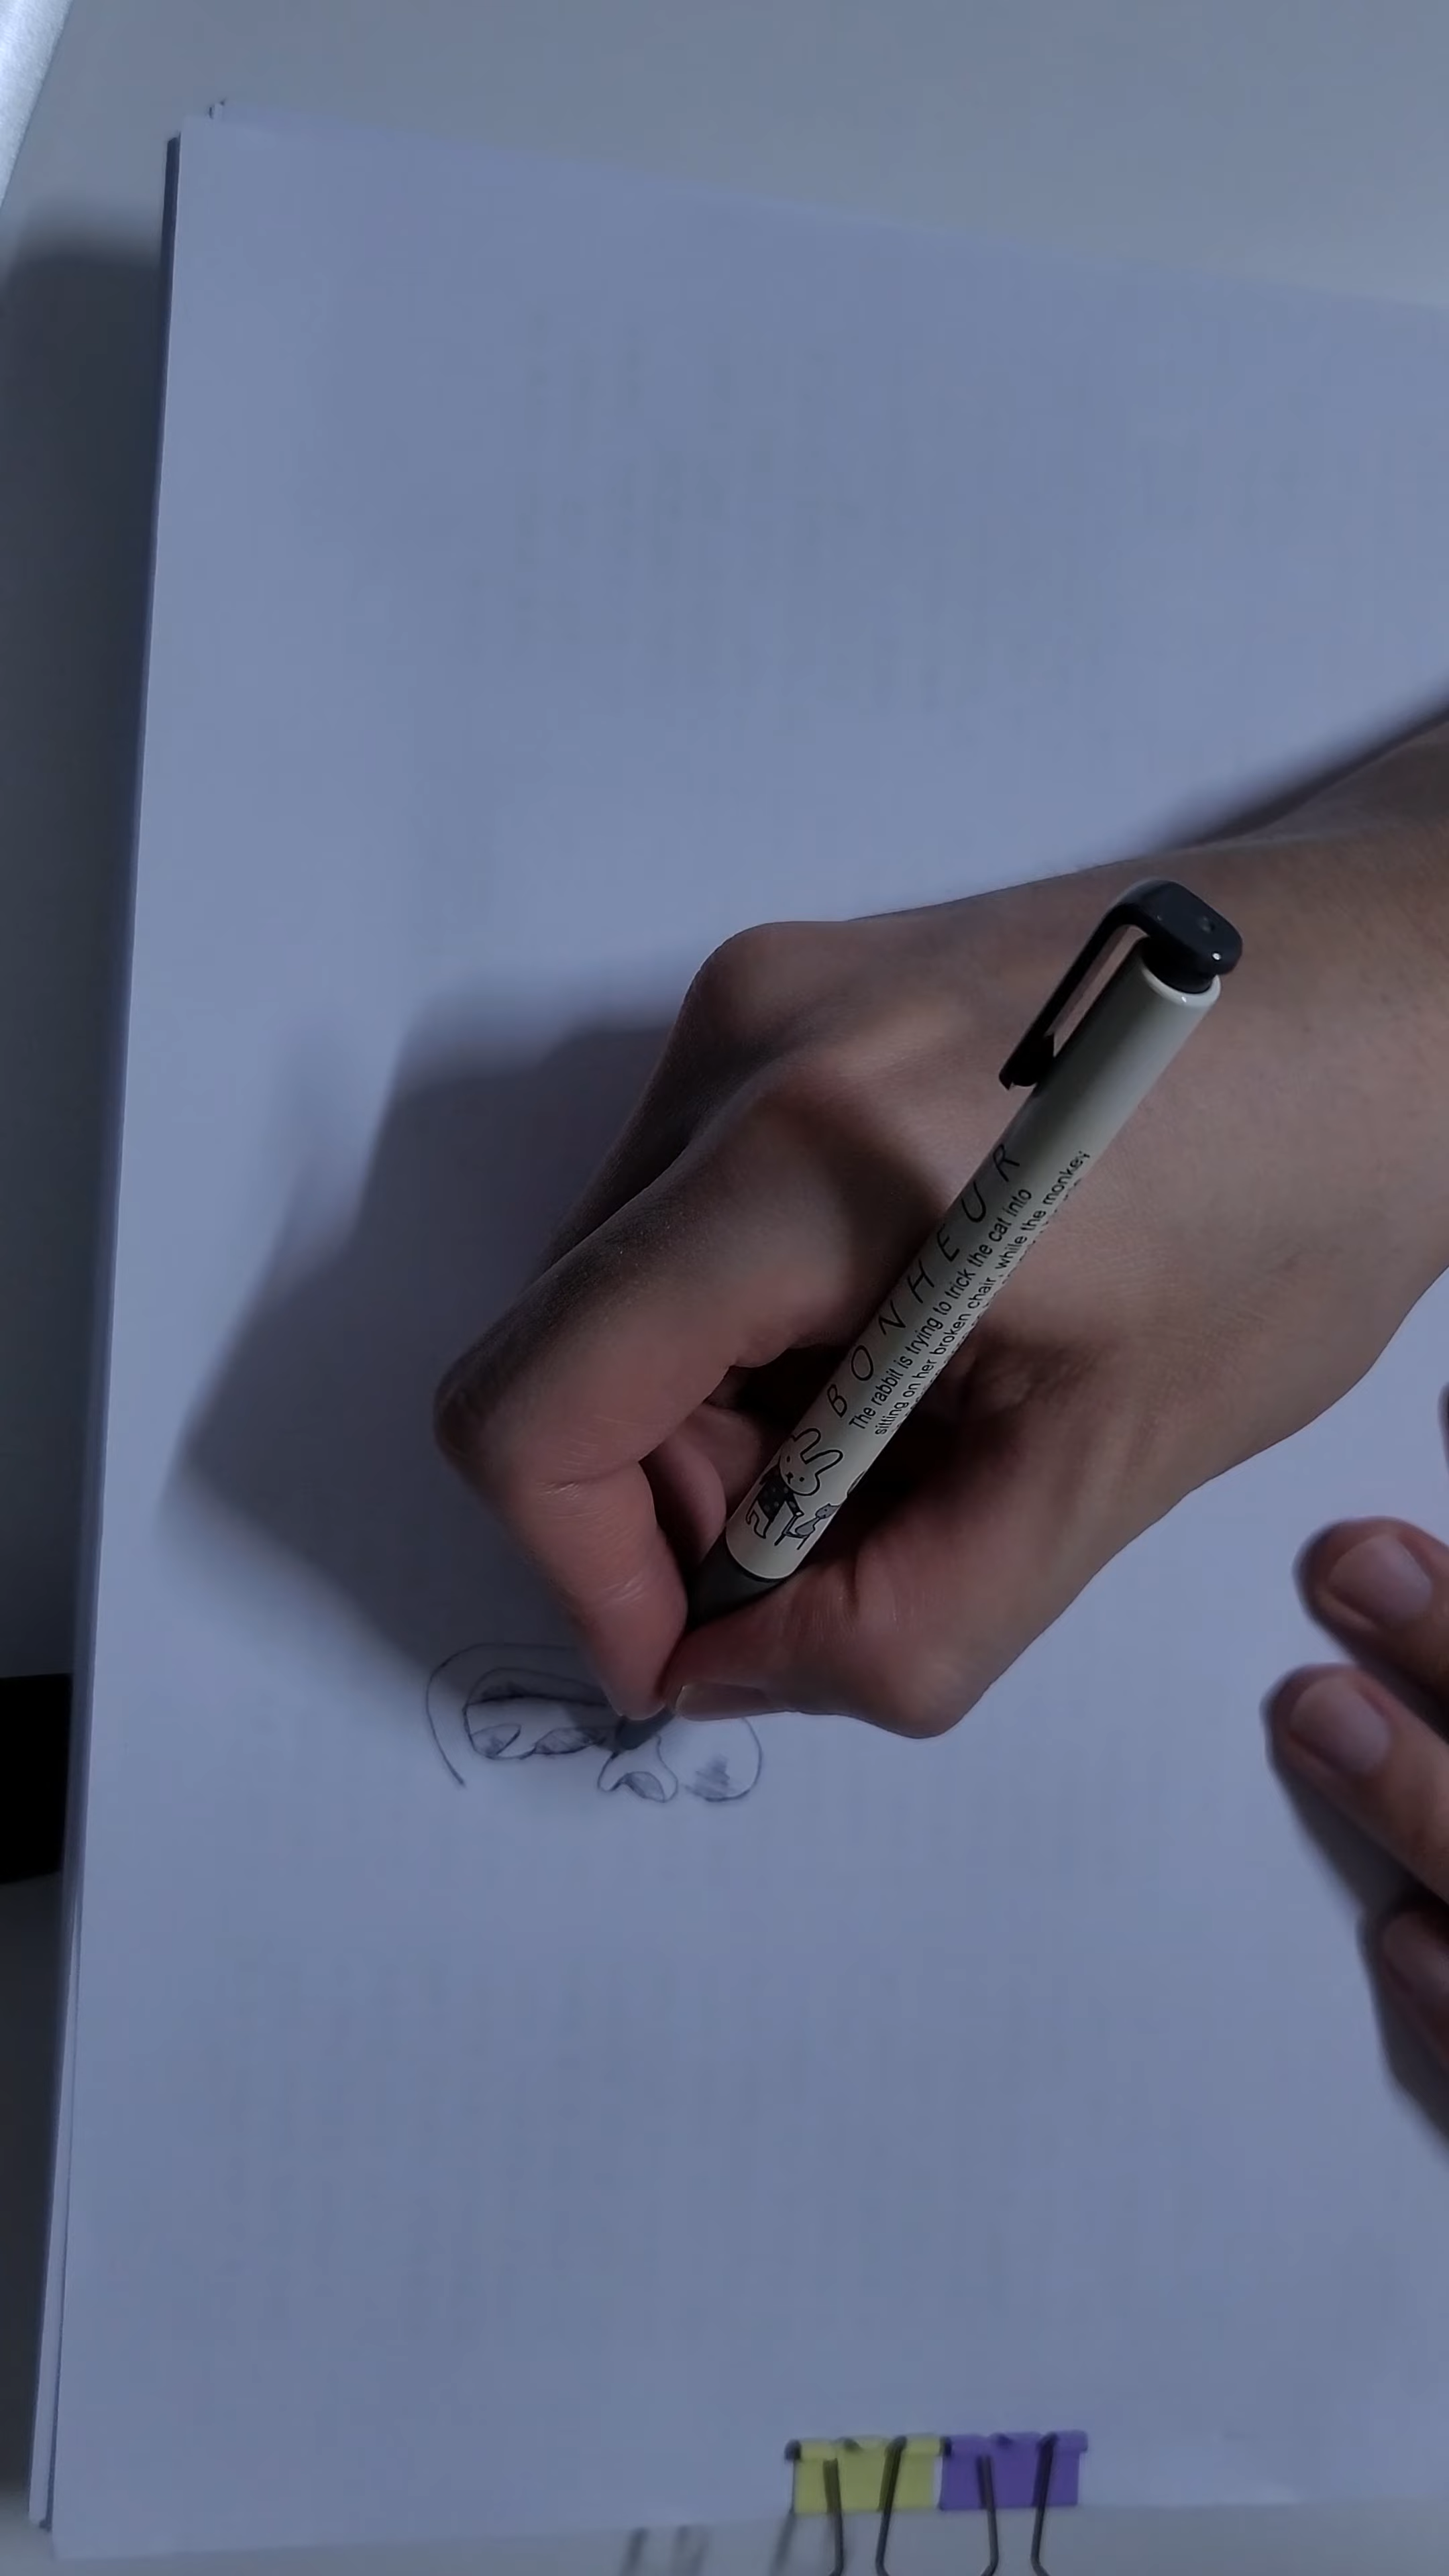 BONHEUR
The rabbit is trying to trick the cat into
sitting on her broken chair, while the monkey